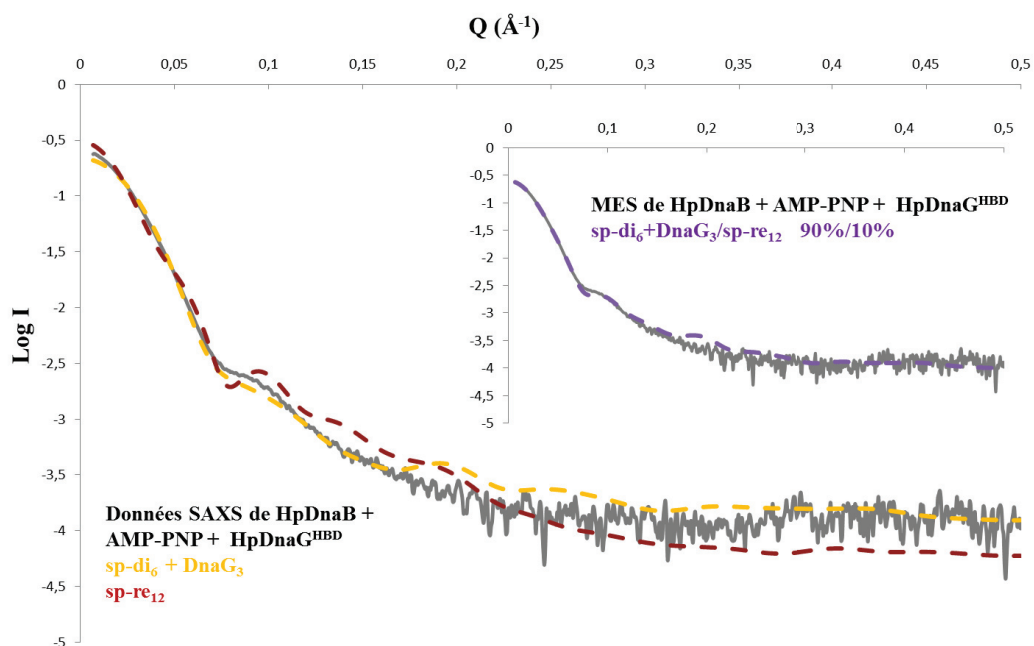 Q (Å⁻¹)
0 0,05 0,1 0,15 0,2 0,25 0,3 0,35 0,4 0,45 0,5
0
-0,5
-1
-1,5
-2
-2,5
-3
-3,5
-4
-4,5
-5
Log I
Données SAXS de HpDnaB +
AMP-PNP + HpDnaGᴴᴮᴰ
sp-di₆ + DnaG₃
sp-re₁₂
0 0,1 0,2 0,3 0,4 0,5
0
-0,5
-1
-1,5
-2
-2,5
-3
-3,5
-4
-4,5
-5
MES de HpDnaB + AMP-PNP + HpDnaGᴴᴮᴰ
sp-di₆+DnaG₃/sp-re₁₂ 90%/10%